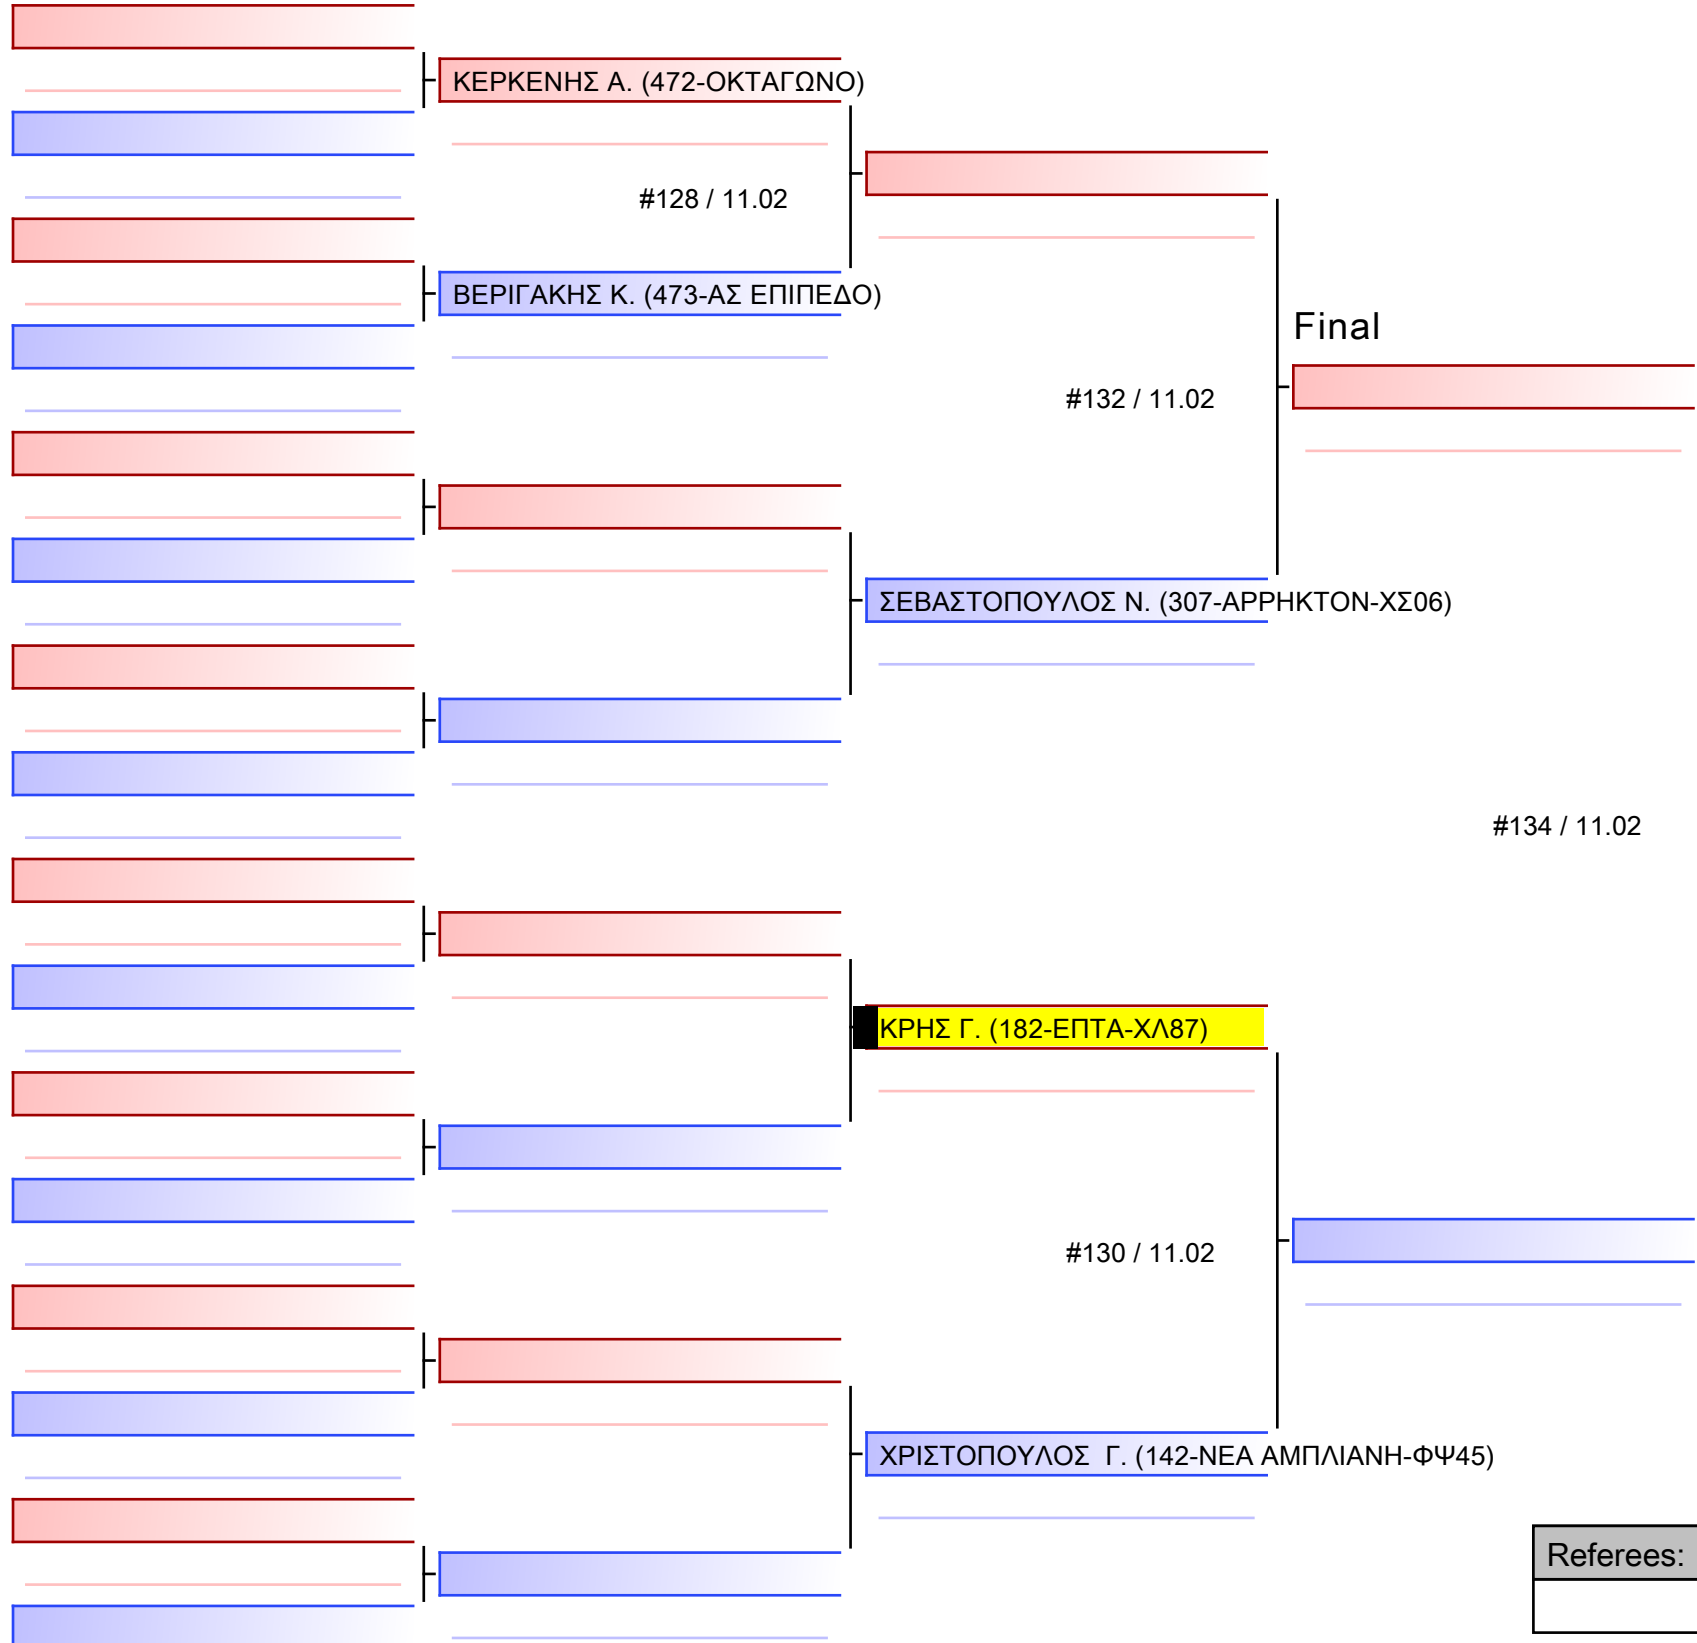 ΚΕΡΚΕΝΗΣ Α. (472-ΟΚΤΑΓΩΝΟ)
#128 / 11.02
ΒΕΡΙΓΑΚΗΣ Κ. (473-ΑΣ ΕΠΙΠΕΔΟ)
Final
#132 / 11.02
ΣΕΒΑΣΤΟΠΟΥΛΟΣ Ν. (307-ΑΡΡΗΚΤΟΝ-ΧΣ06)
#134 / 11.02
ΚΡΗΣ Γ. (182-ΕΠΤΑ-ΧΛ87)
#130 / 11.02
ΧΡΙΣΤΟΠΟΥΛΟΣ  Γ. (142-ΝΕΑ ΑΜΠΛΙΑΝΗ-ΦΨ45)
Referees: